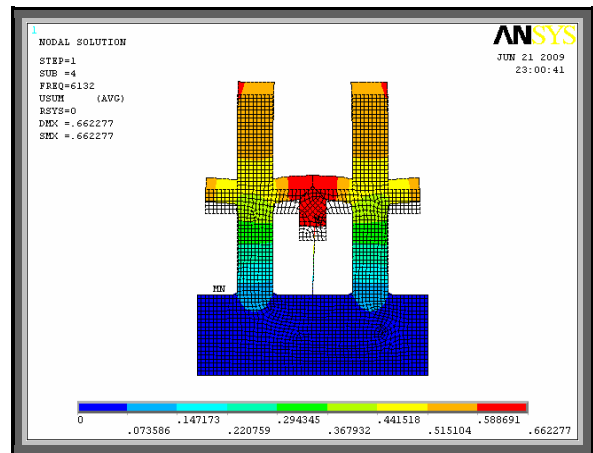 1
NODAL SOLUTION
ANSYS
STEP=1
SUB =4
FREQ=6132
USUM (AVG)
RSYS=0
DMX =.662277
SMX =.662277
JUN 21 2009
23:00:41
MN
0 .073586 .147173 .220759 .294345 .367932 .441518 .515104 .588691 .662277